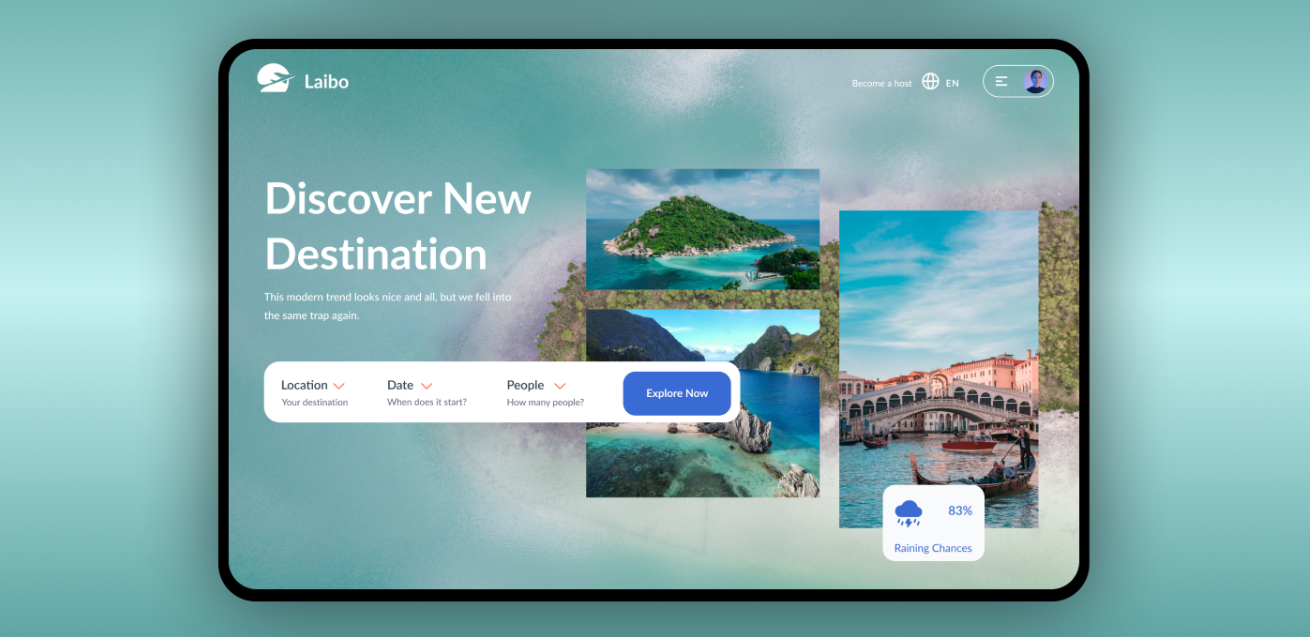 Laibo
Become a host
EN
Discover New
Destination
This modern trend looks nice and all, but we fell into
the same trap again.
Location
Date
People
Your destination
When does it start?
How many people?
Explore Now
83%
Raining Chances